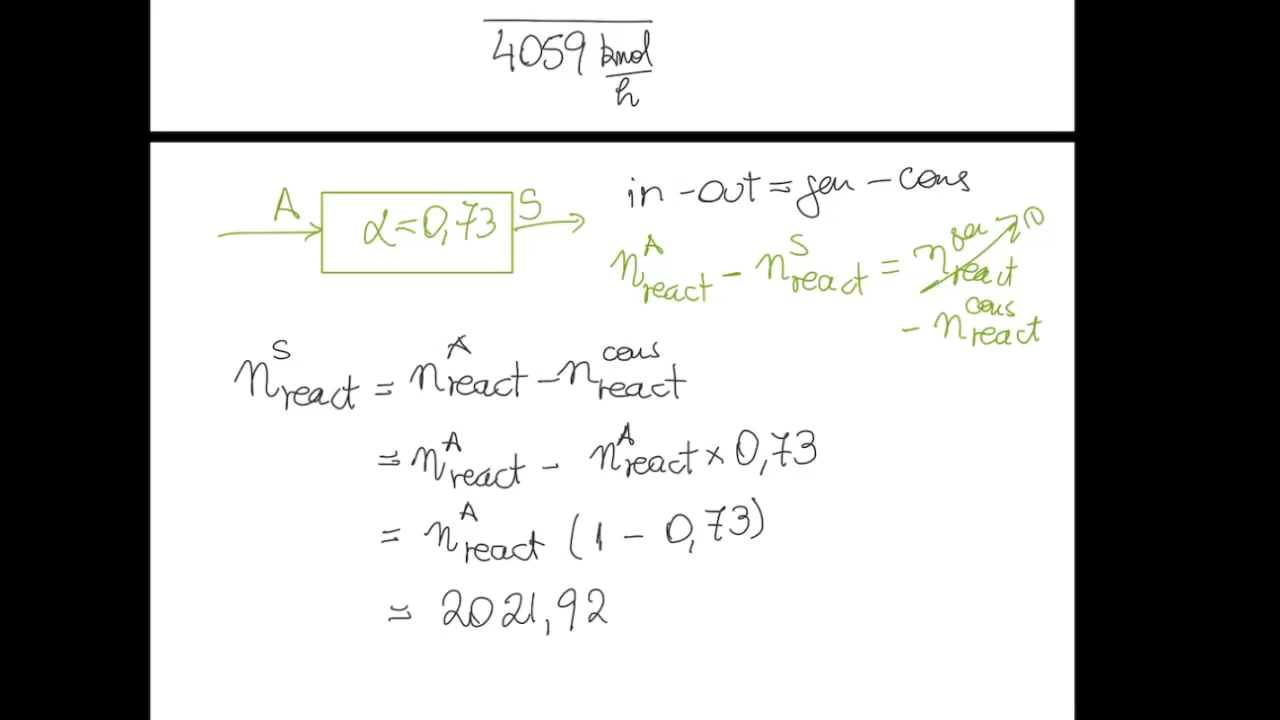 4059 kmol/h
A α=0,73 S
in - out = gen - cons
n^A_react - n^S_react = n^gen_react → 0
- n^cons_react
n^S_react = n^A_react - n^cons_react
= n^A_react - n^A_react × 0,73
= n^A_react (1 - 0,73)
= 2021,92